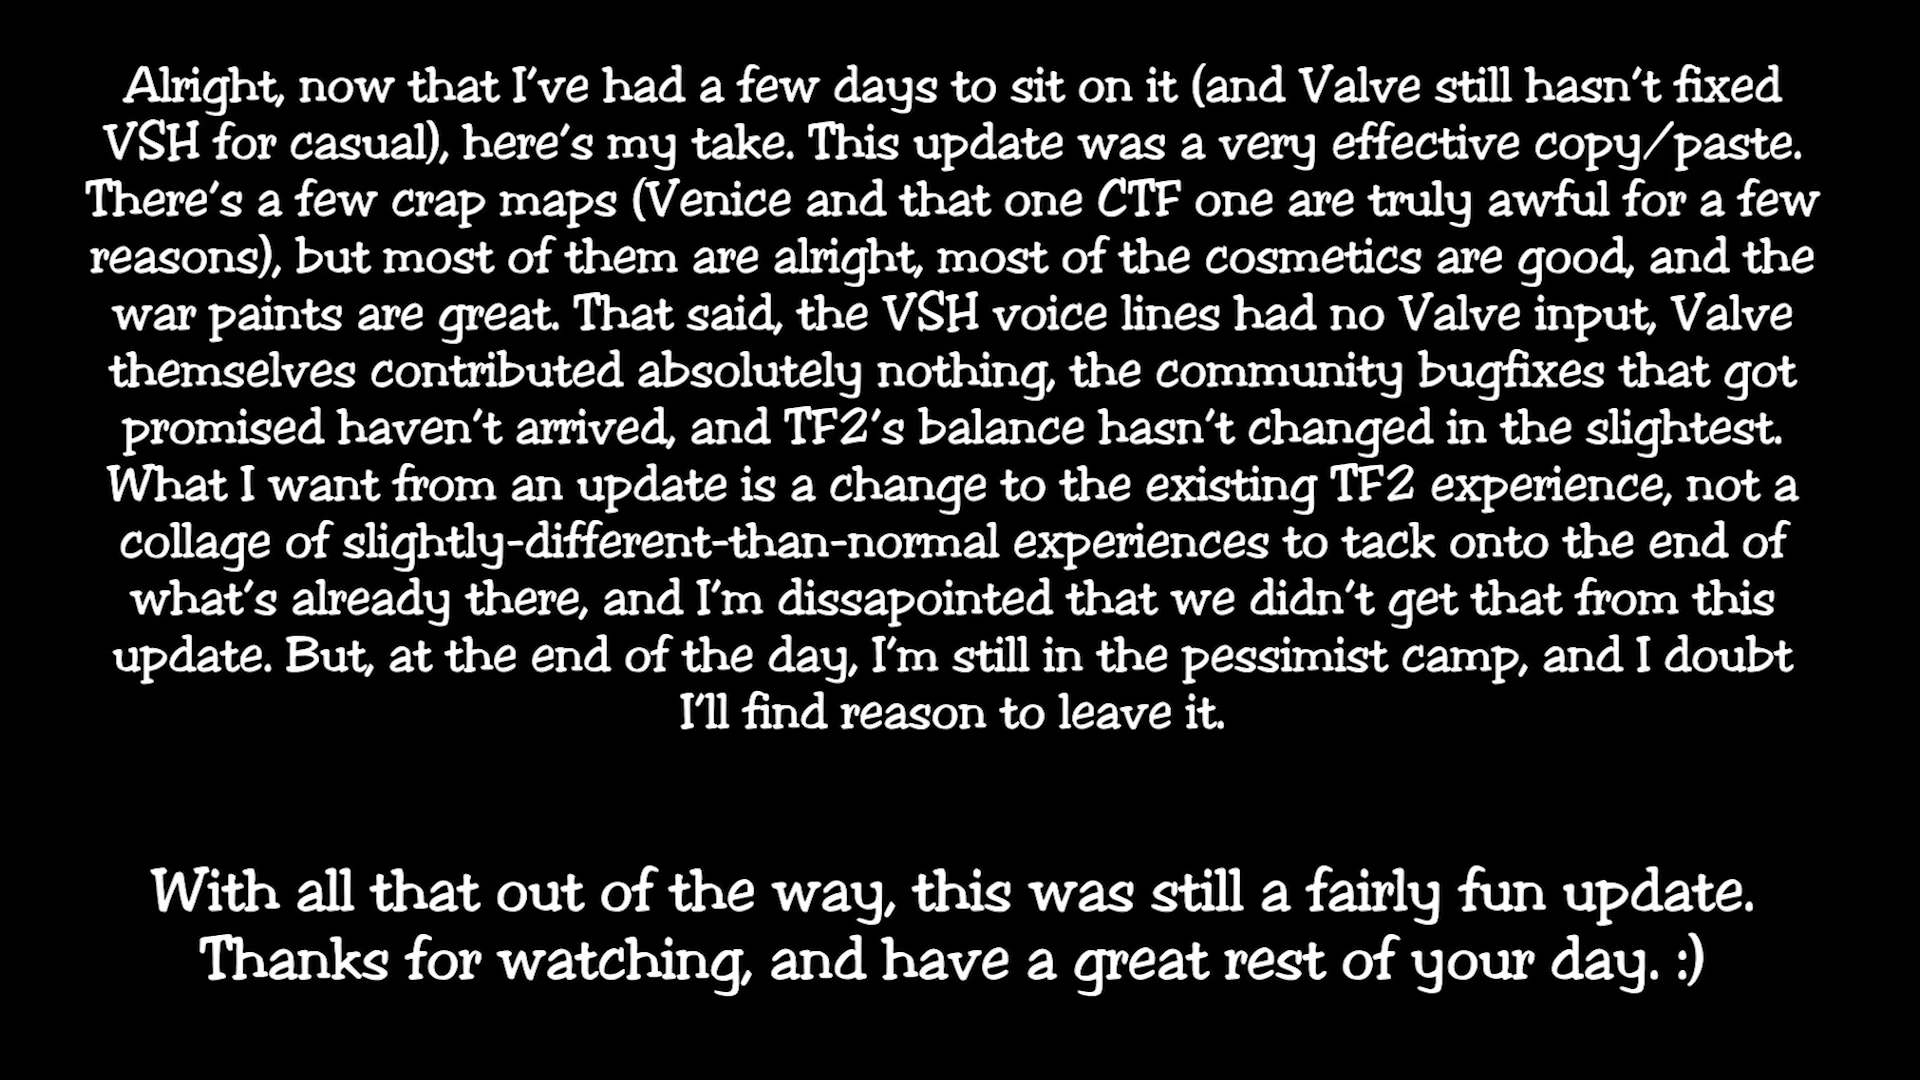 Alright, now that I've had a few days to sit on it (and Valve still hasn't fixed
VSH for casual), here's my take. This update was a very effective copy/paste.
There's a few crap maps (Venice and that one CTF one are truly awful for a few
reasons), but most of them are alright, most of the cosmetics are good, and the
war paints are great. That said, the VSH voice lines had no Valve input, Valve
themselves contributed absolutely nothing, the community bugfixes that got
promised haven't arrived, and TF2's balance hasn't changed in the slightest.
What I want from an update is a change to the existing TF2 experience, not a
collage of slightly-different-than-normal experiences to tack onto the end of
what's already there, and I'm dissapointed that we didn't get that from this
update. But, at the end of the day, I'm still in the pessimist camp, and I doubt
I'll find reason to leave it.
With all that out of the way, this was still a fairly fun update.
Thanks for watching, and have a great rest of your day. :)